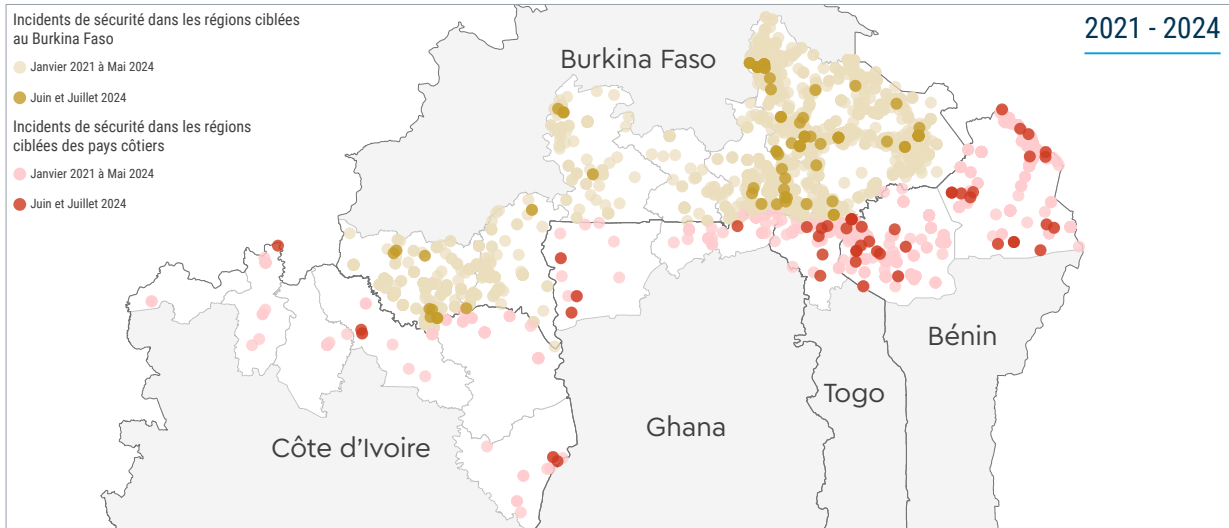 Incidents de sécurité dans les régions ciblées
au Burkina Faso
Janvier 2021 à Mai 2024
Juin et Juillet 2024
Incidents de sécurité dans les régions
ciblées des pays côtiers
Janvier 2021 à Mai 2024
Juin et Juillet 2024
2021 - 2024
Burkina Faso
Bénin
Togo
Ghana
Côte d'Ivoire